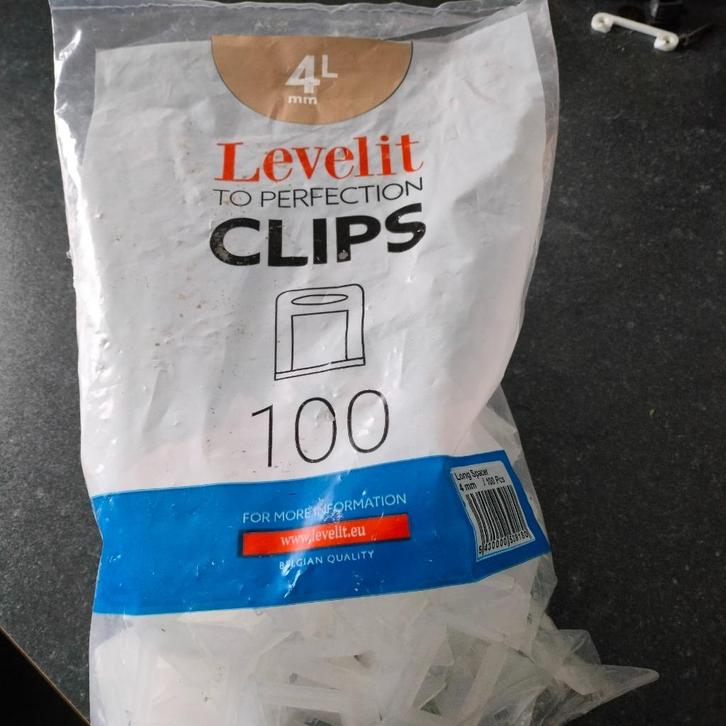 4L
mm
Levelit
TO PERFECTION
CLIPS
100
Long Spacer
4 mm / 100 Pcs
FOR MORE INFORMATION
www.levelit.eu
BELGIAN QUALITY